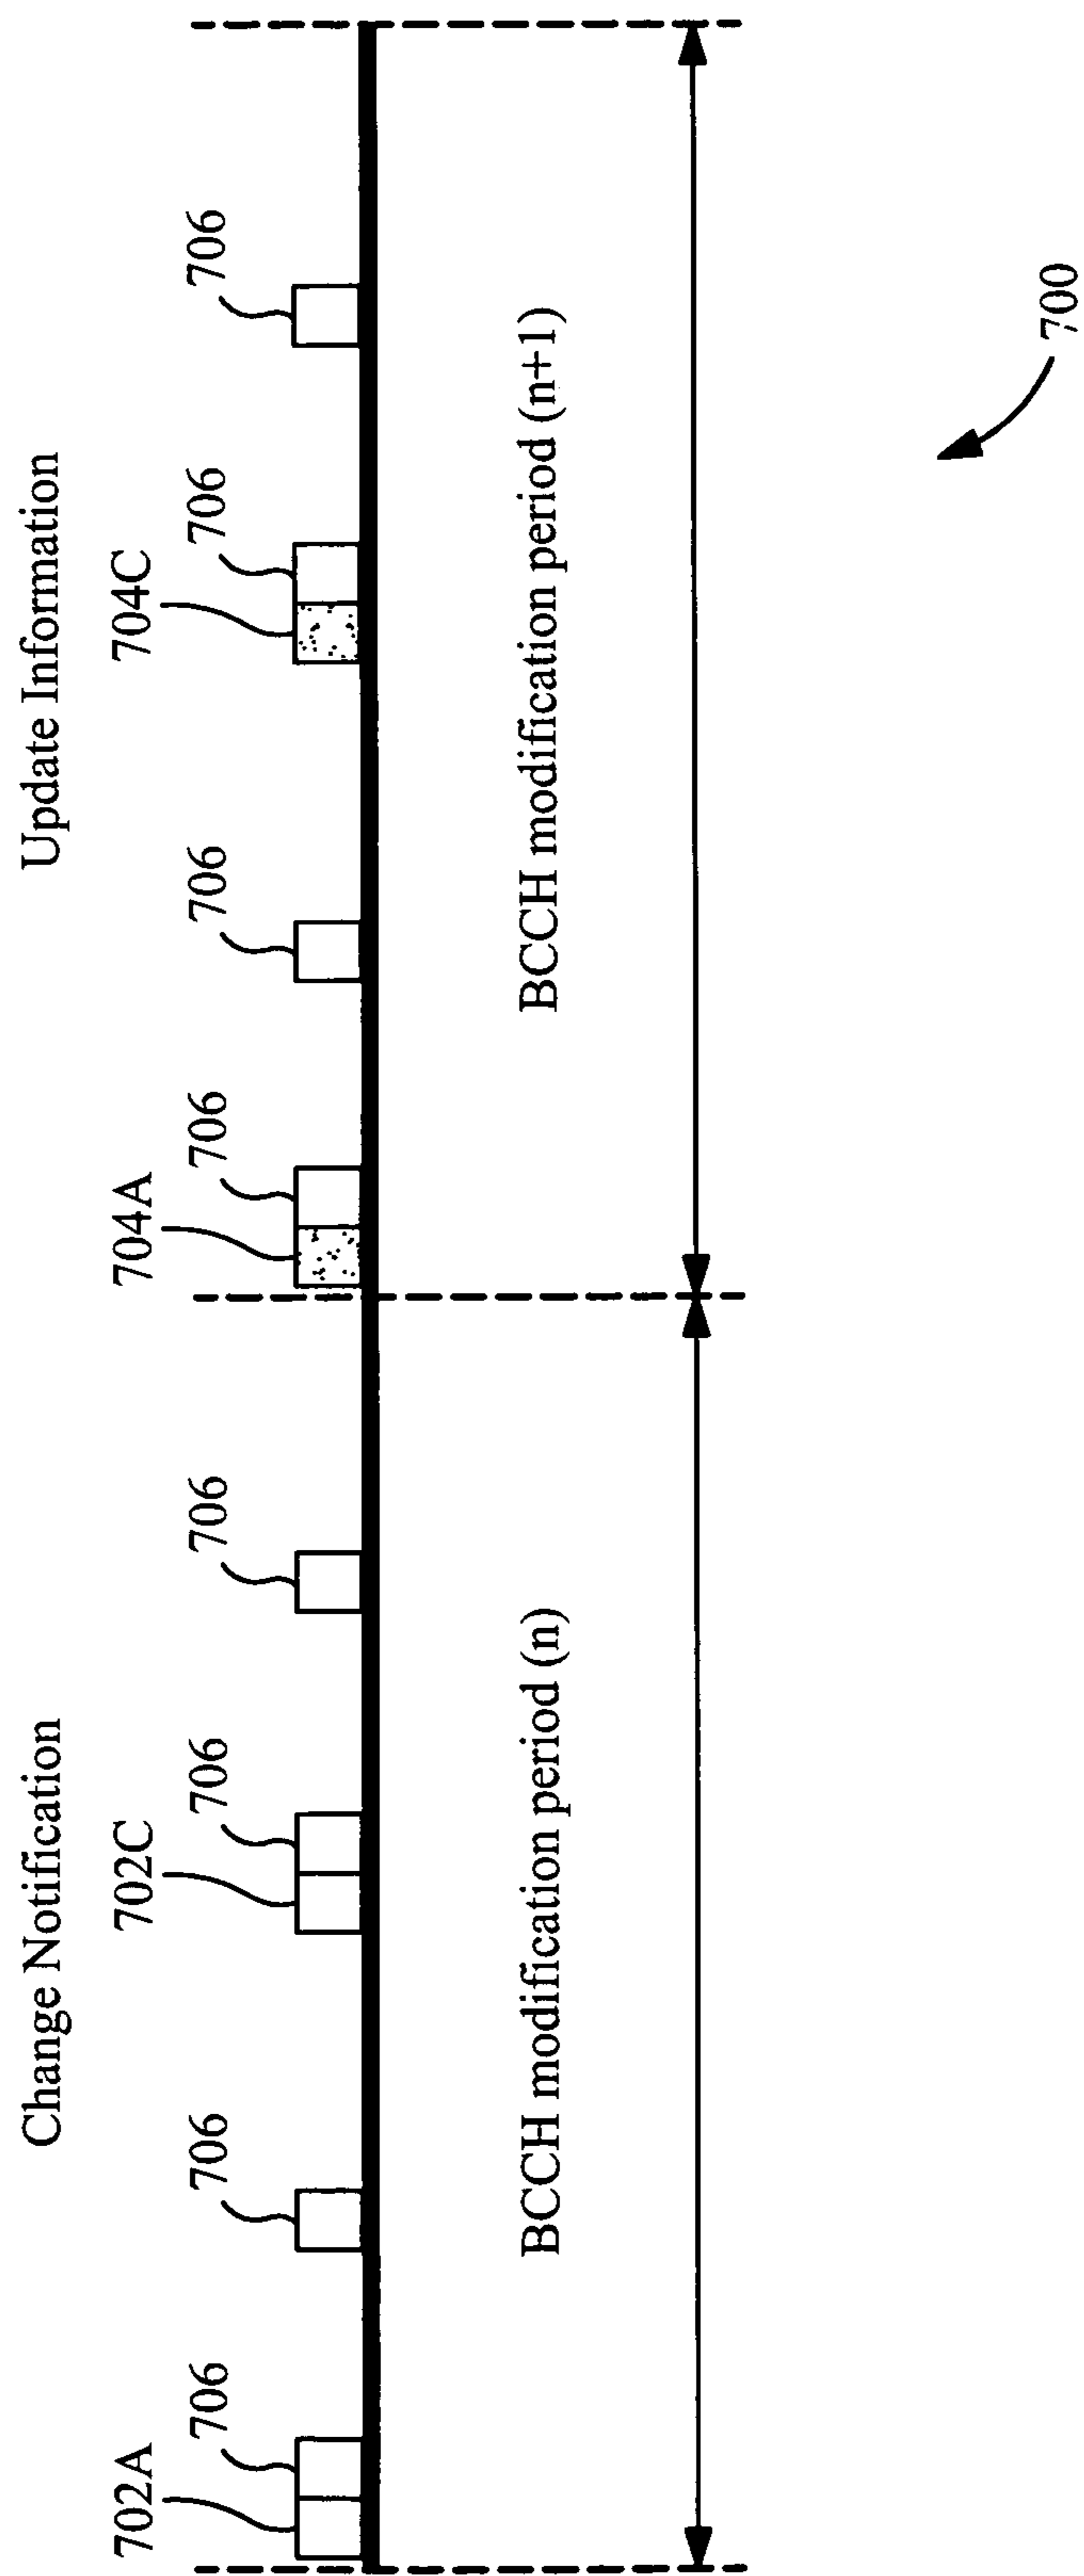 Change Notification
Update Information
702A
702C
704A
704C
706
706
706
706
706
706
706
706
BCCH modification period (n)
BCCH modification period (n+1)
700